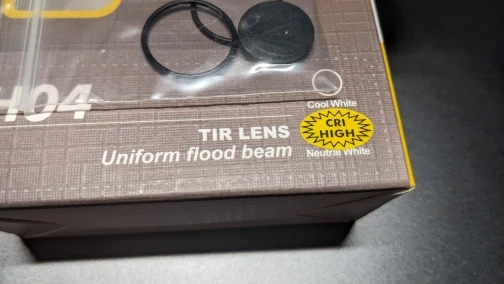 H04
Cool White
TIR LENS
CRI
HIGH
Uniform flood beam
Neutral White